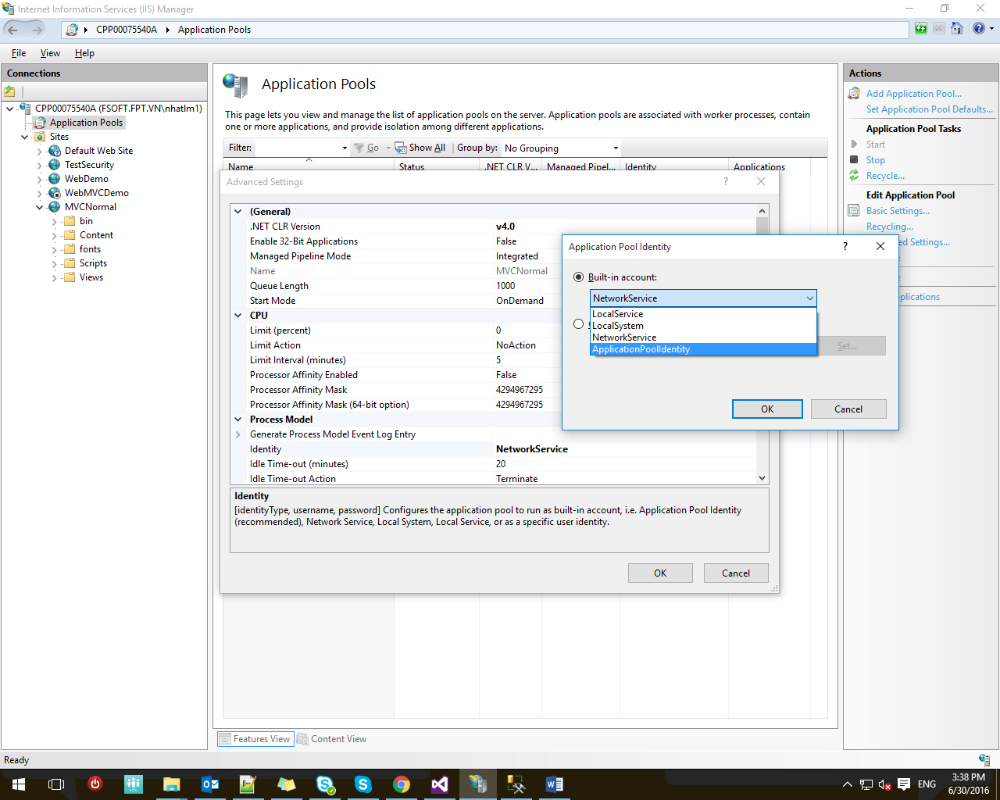 Internet Information Services (IIS) Manager
CPP00075540A
Application Pools
File View Help
Connections
CPP00075540A (FSOFT.FPT.VN\nhatlm1)
Application Pools
Sites
Default Web Site
TestSecurity
WebDemo
WebMVCDemo
MVCNormal
bin
Content
fonts
Scripts
Views
Application Pools
This page lets you view and manage the list of application pools on the server. Application pools are associated with worker processes, contain
one or more applications, and provide isolation among different applications.
Filter: Go Show All Group by: No Grouping
Name Status .NET CLR V... Managed Pipel... Identity Applications
Advanced Settings ?
(General)
.NET CLR Version v4.0
Enable 32-Bit Applications False
Managed Pipeline Mode Integrated
Name MVCNormal
Queue Length 1000
Start Mode OnDemand
CPU
Limit (percent) 0
Limit Action NoAction
Limit Interval (minutes) 5
Processor Affinity Enabled False
Processor Affinity Mask 4294967295
Processor Affinity Mask (64-bit option) 4294967295
Process Model
Generate Process Model Event Log Entry
Identity NetworkService
Idle Time-out (minutes) 20
Idle Time-out Action Terminate
Identity
[identityType, username, password] Configures the application pool to run as built-in account, i.e. Application Pool Identity
(recommended), Network Service, Local System, Local Service, or as a specific user identity.
OK Cancel
Application Pool Identity ?
Built-in account:
NetworkService
LocalService
LocalSystem
NetworkService
ApplicationPoolIdentity
Set...
OK Cancel
Actions
Add Application Pool...
Set Application Pool Defaults...
Application Pool Tasks
Start
Stop
Recycle...
Edit Application Pool
Basic Settings...
Recycling...
Settings...
Features View Content View
Ready
ENG
3:38 PM
6/30/2016